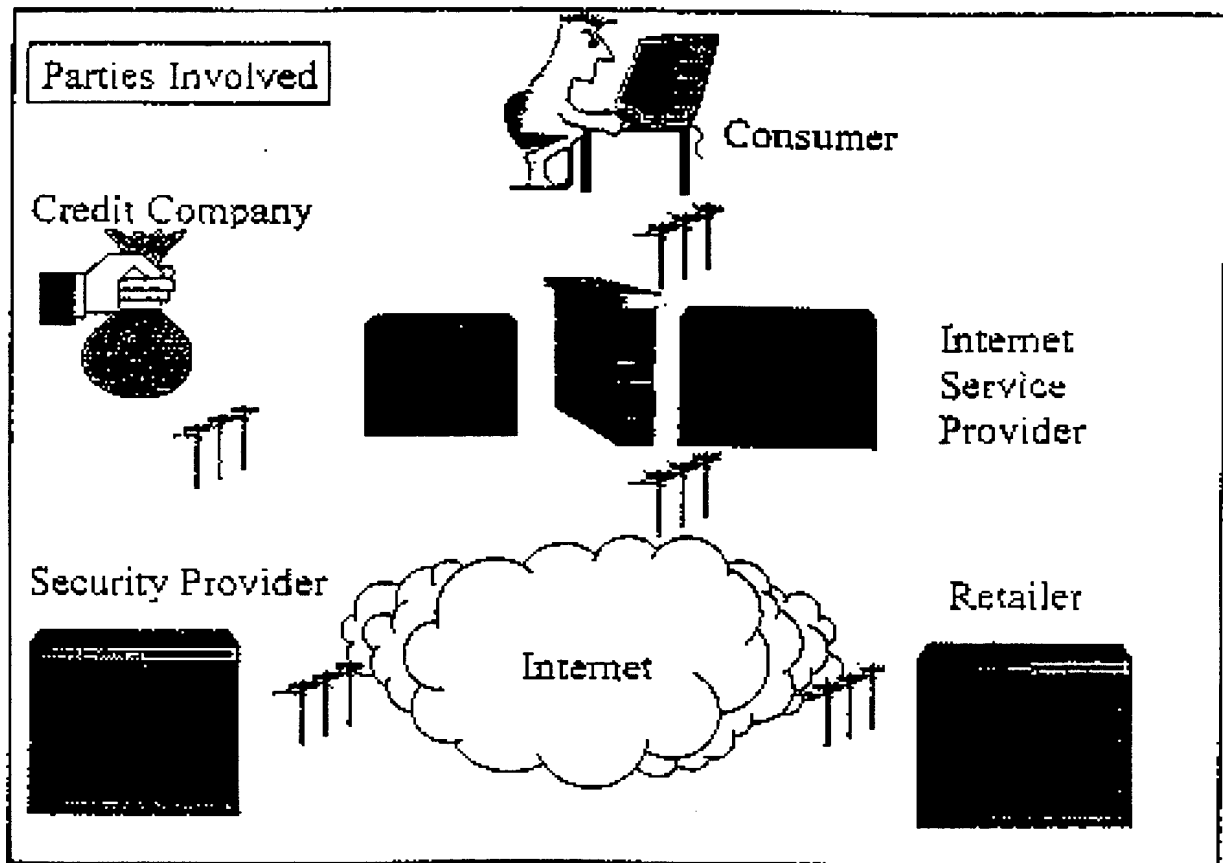 Parties Involved
Consumer
Credit Company
Internet
Service
Provider
Security Provider
Retailer
Internet